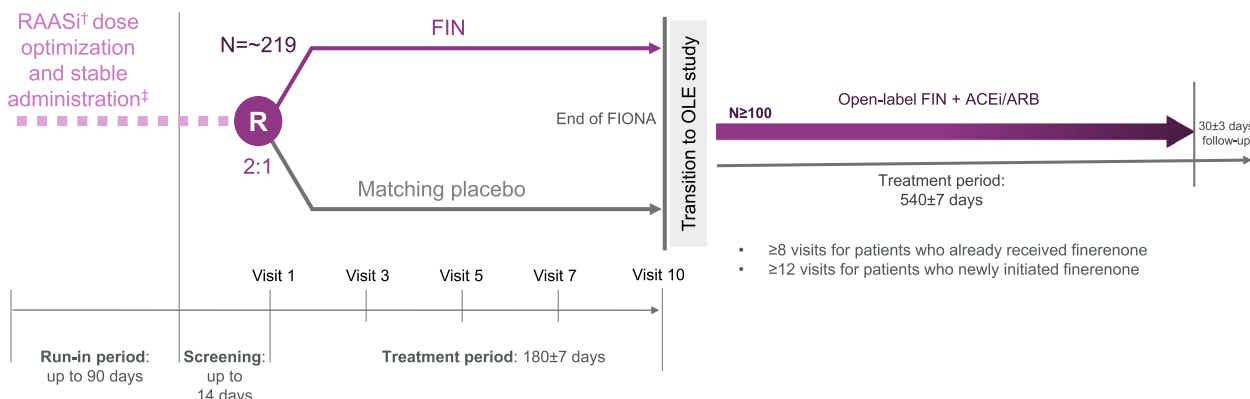 RAASi† dose
optimization
and stable
administration‡
N=~219
FIN
R
2:1
Matching placebo
End of FIONA
Transition to OLE study
N≥100
Open-label FIN + ACEi/ARB
30±3 days
follow-up
Treatment period:
540±7 days
• ≥8 visits for patients who already received finerenone
• ≥12 visits for patients who newly initiated finerenone
Visit 1
Visit 3
Visit 5
Visit 7
Visit 10
Run-in period:
up to 90 days
Screening:
up to
14 days
Treatment period: 180±7 days